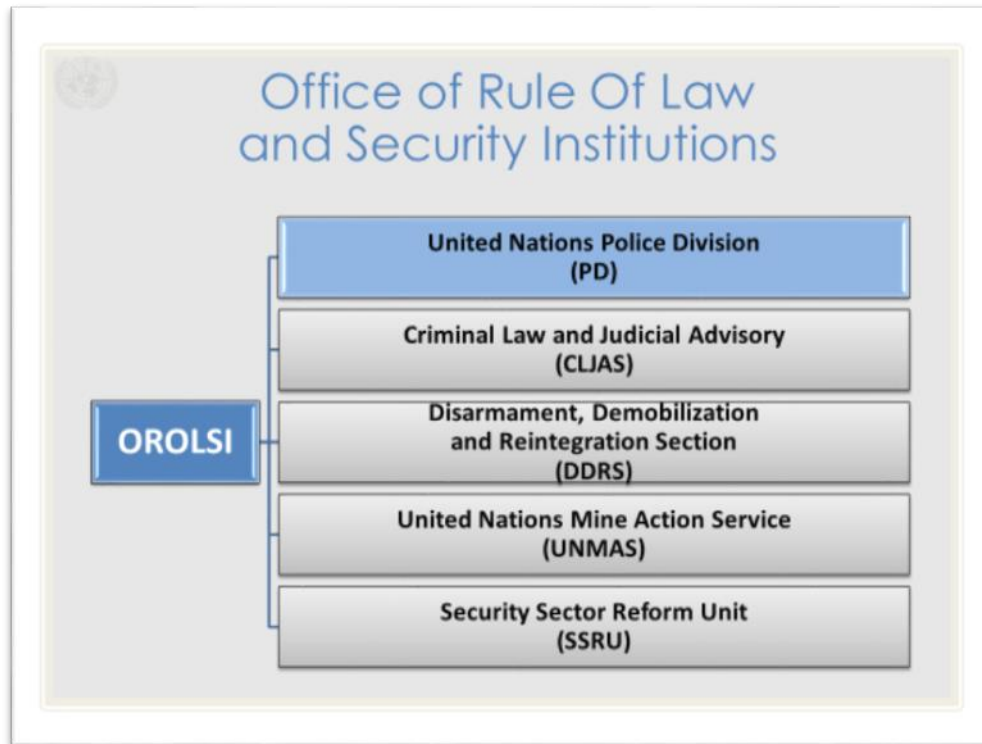 Office of Rule Of Law
and Security Institutions
United Nations Police Division
(PD)
Criminal Law and Judicial Advisory
(CLJAS)
OROLSI
Disarmament, Demobilization
and Reintegration Section
(DDRS)
United Nations Mine Action Service
(UNMAS)
Security Sector Reform Unit
(SSRU)